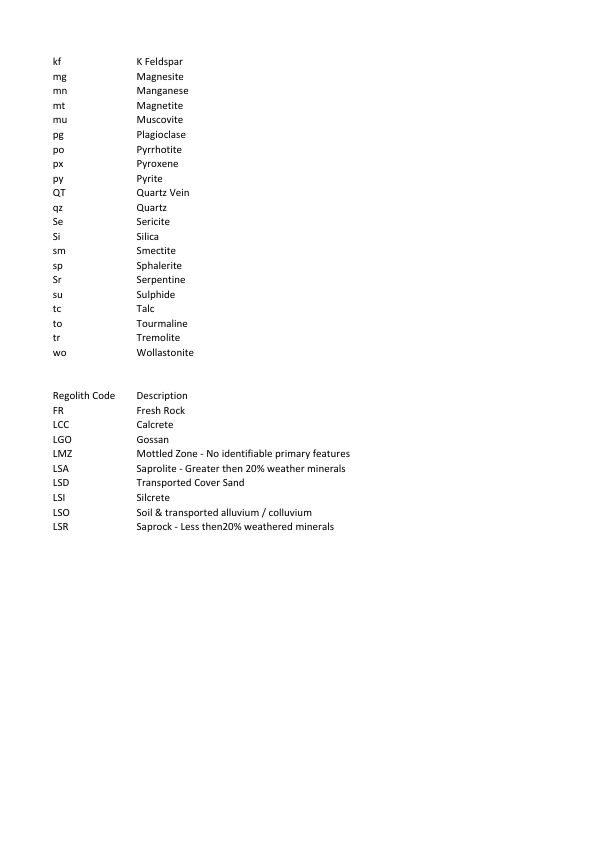 kf K Feldspar
mg Magnesite
mn Manganese
mt Magnetite
mu Muscovite
pg Plagioclase
po Pyrrhotite
px Pyroxene
py Pyrite
QT Quartz Vein
qz Quartz
Se Sericite
Si Silica
sm Smectite
sp Sphalerite
Sr Serpentine
su Sulphide
tc Talc
to Tourmaline
tr Tremolite
wo Wollastonite
Regolith Code Description
FR Fresh Rock
LCC Calcrete
LGO Gossan
LMZ Mottled Zone - No identifiable primary features
LSA Saprolite - Greater then 20% weather minerals
LSD Transported Cover Sand
LSI Silcrete
LSO Soil & transported alluvium / colluvium
LSR Saprock - Less then20% weathered minerals